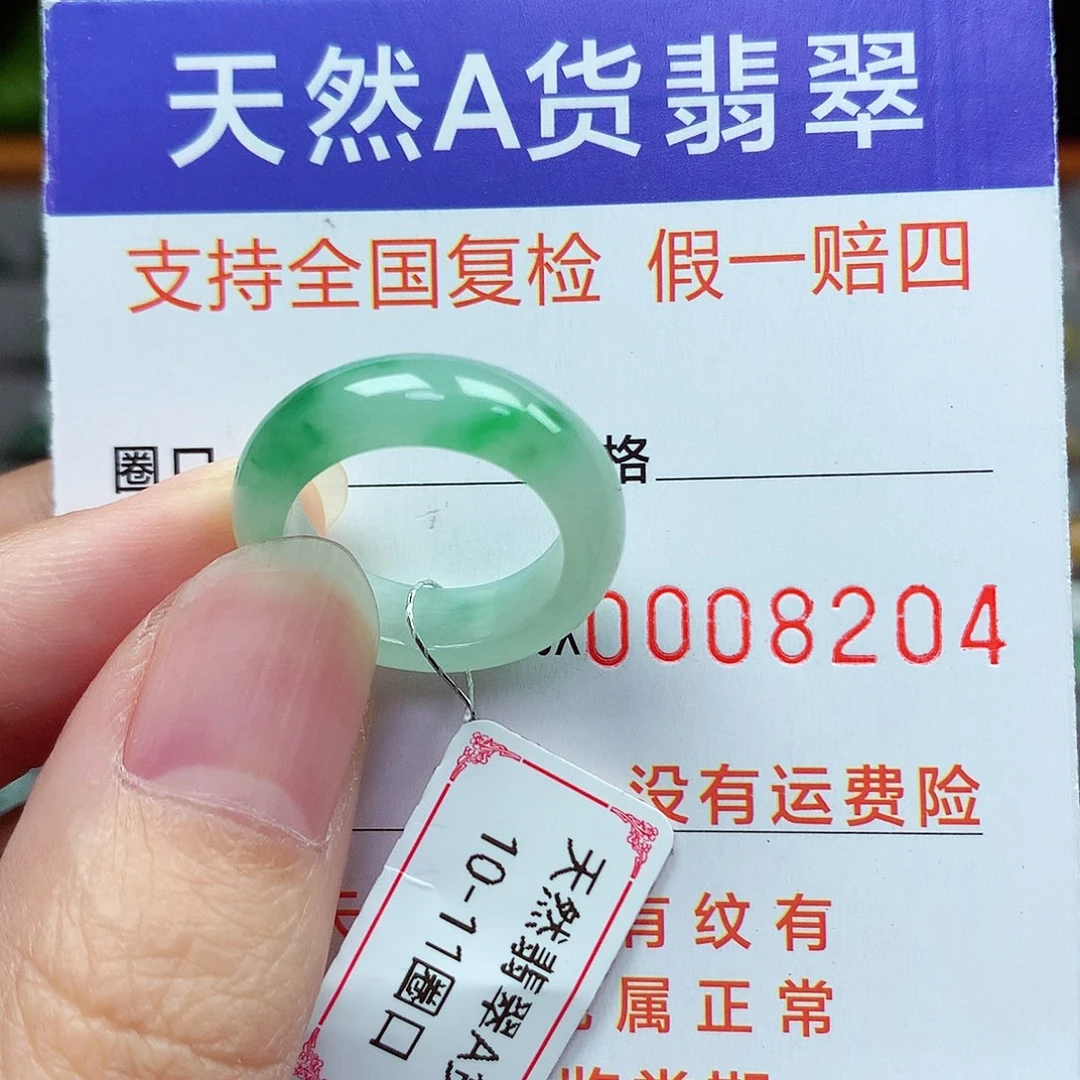 天然A货翡翠
支持全国复检 假一赔四
圈口 格
0008204
没有运费险
有纹有
属正常
天然翡翠A
10-11圈口